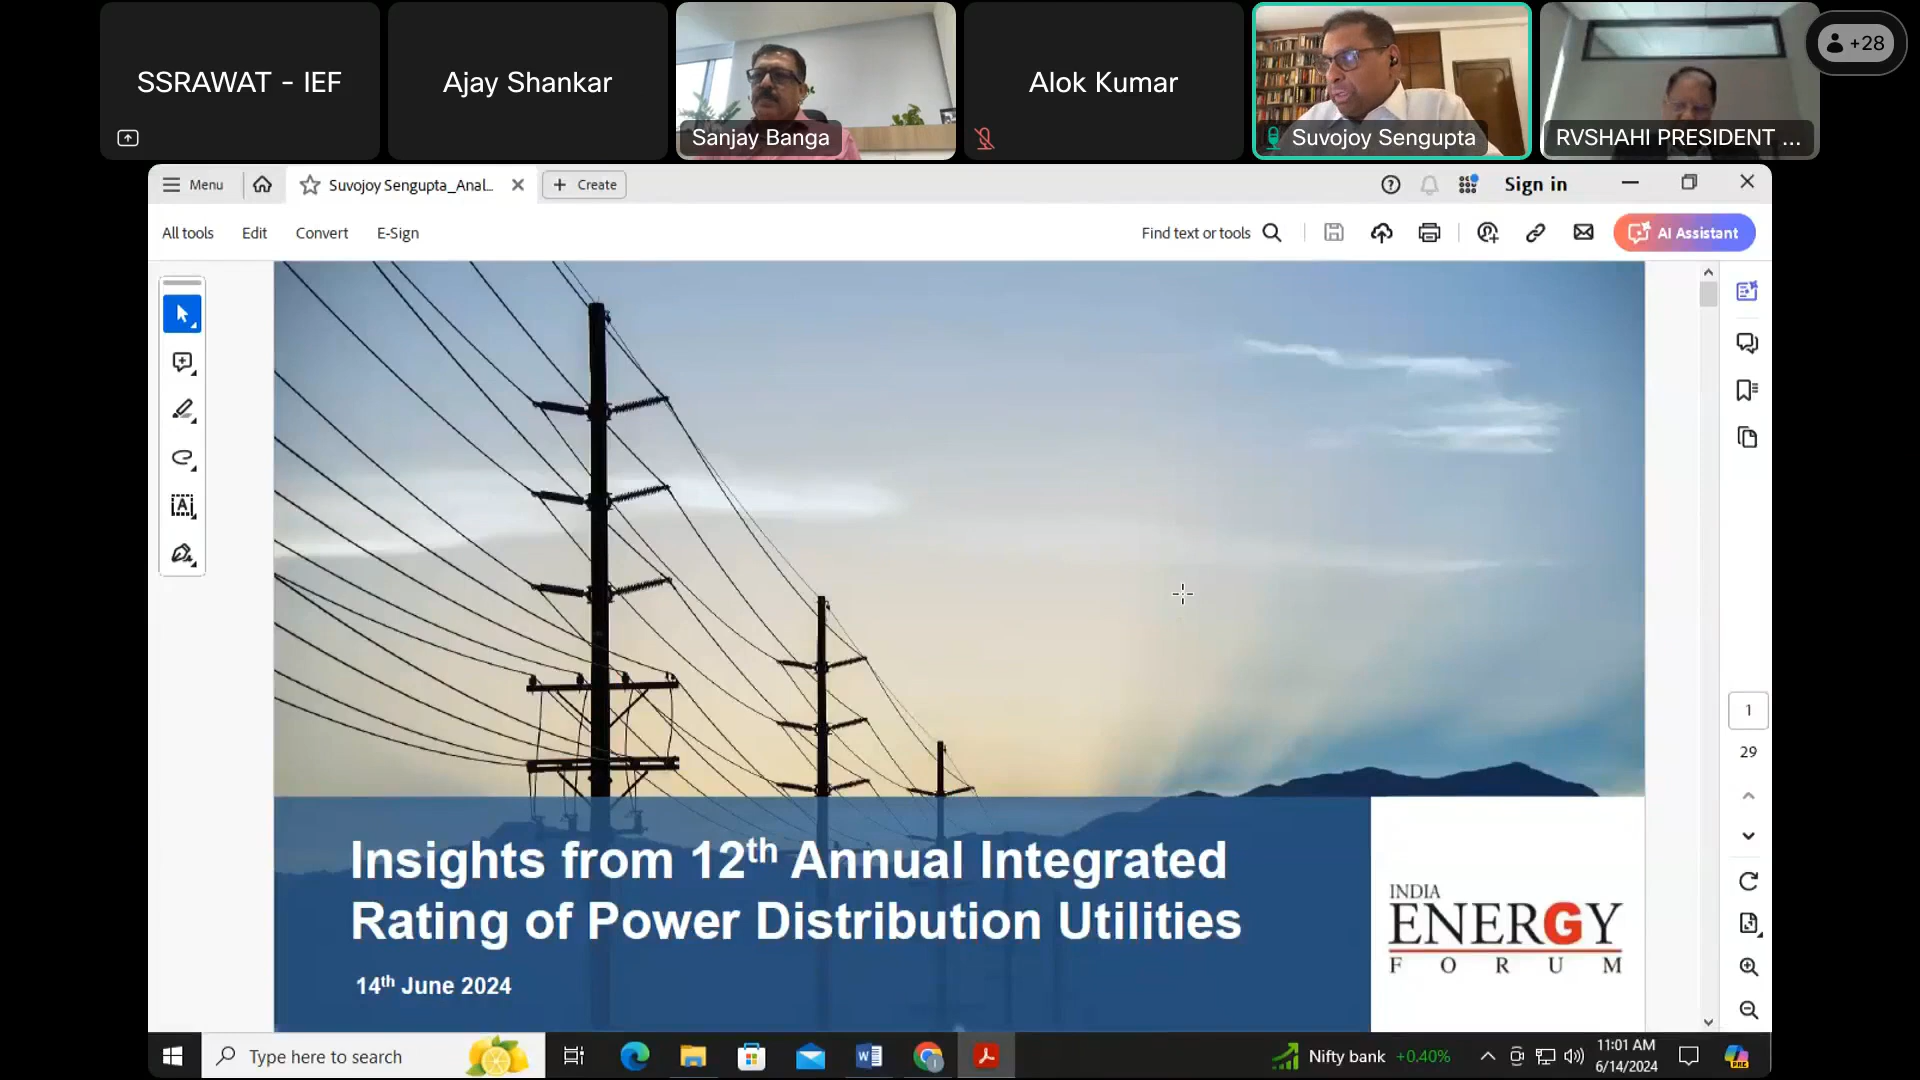 SSRAWAT - IEF
Ajay Shankar
Sanjay Banga
Alok Kumar
Suvojoy Sengupta
RVSHAHI PRESIDENT ...
+28
Menu
Suvojoy Sengupta_Anal...
Create
Sign in
All tools
Edit
Convert
E-Sign
Find text or tools
AI Assistant
1
29
Insights from 12th Annual Integrated
Rating of Power Distribution Utilities
14th June 2024
INDIA
ENERGY
FORUM
Type here to search
Nifty bank +0.40%
11:01 AM
6/14/2024
PRE